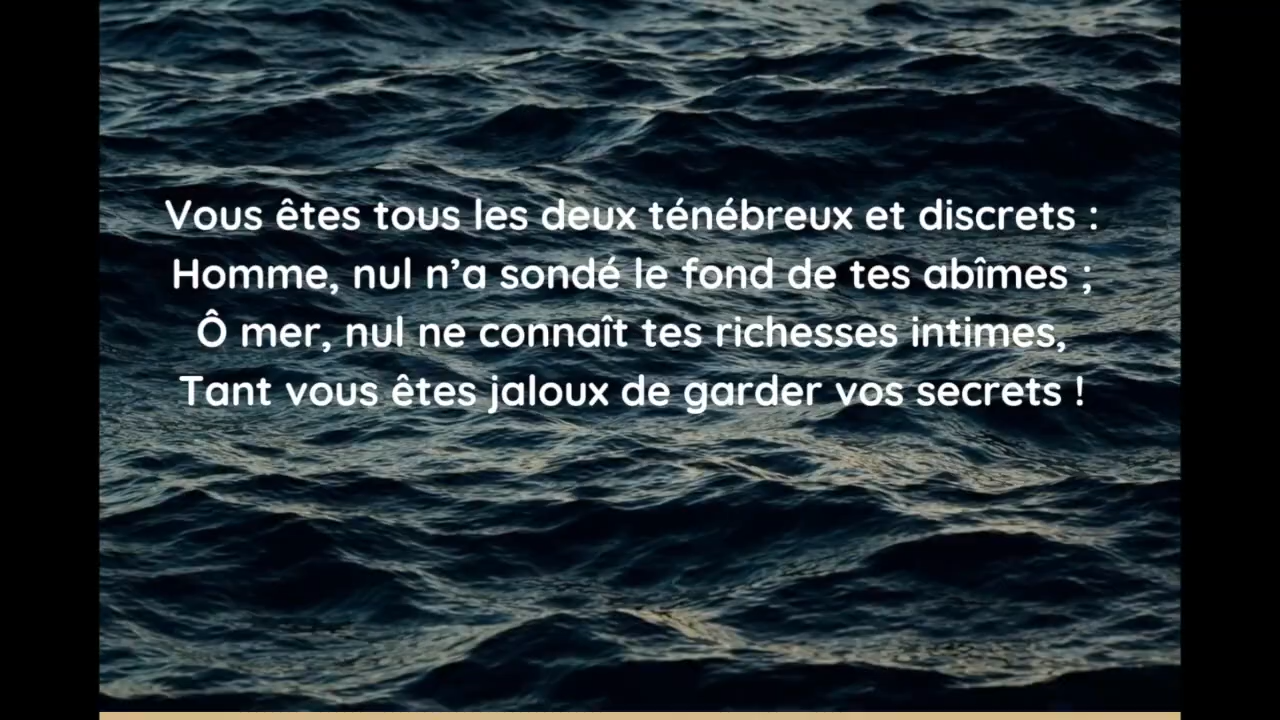 Vous êtes tous les deux ténébreux et discrets :
Homme, nul n’a sondé le fond de tes abîmes ;
Ô mer, nul ne connaît tes richesses intimes,
Tant vous êtes jaloux de garder vos secrets !